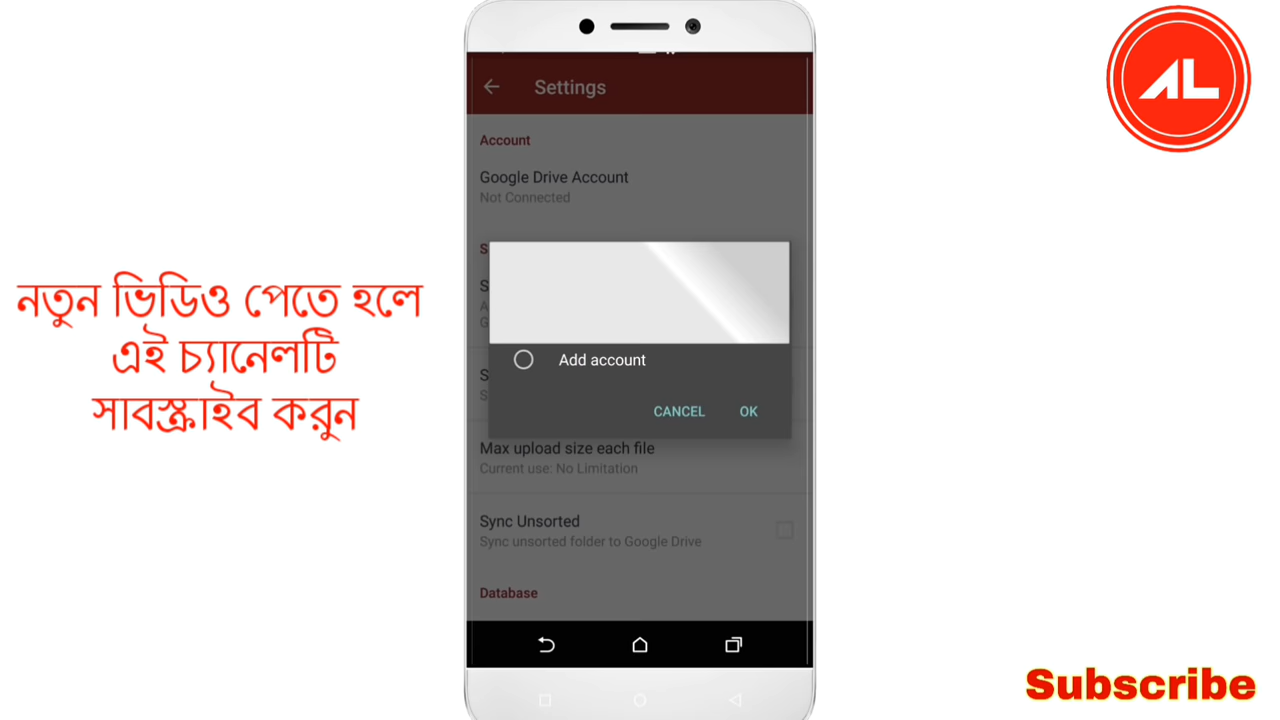 Settings
Account
Google Drive Account
Not Connected
S
S
A
G
Add account
S
S
CANCEL OK
Max upload size each file
Current use: No Limitation
Sync Unsorted
Sync unsorted folder to Google Drive
Database
নতুন ভিডিও পেতে হলে
এই চ্যানেলটি
সাবস্ক্রাইব করুন
AL
Subscribe